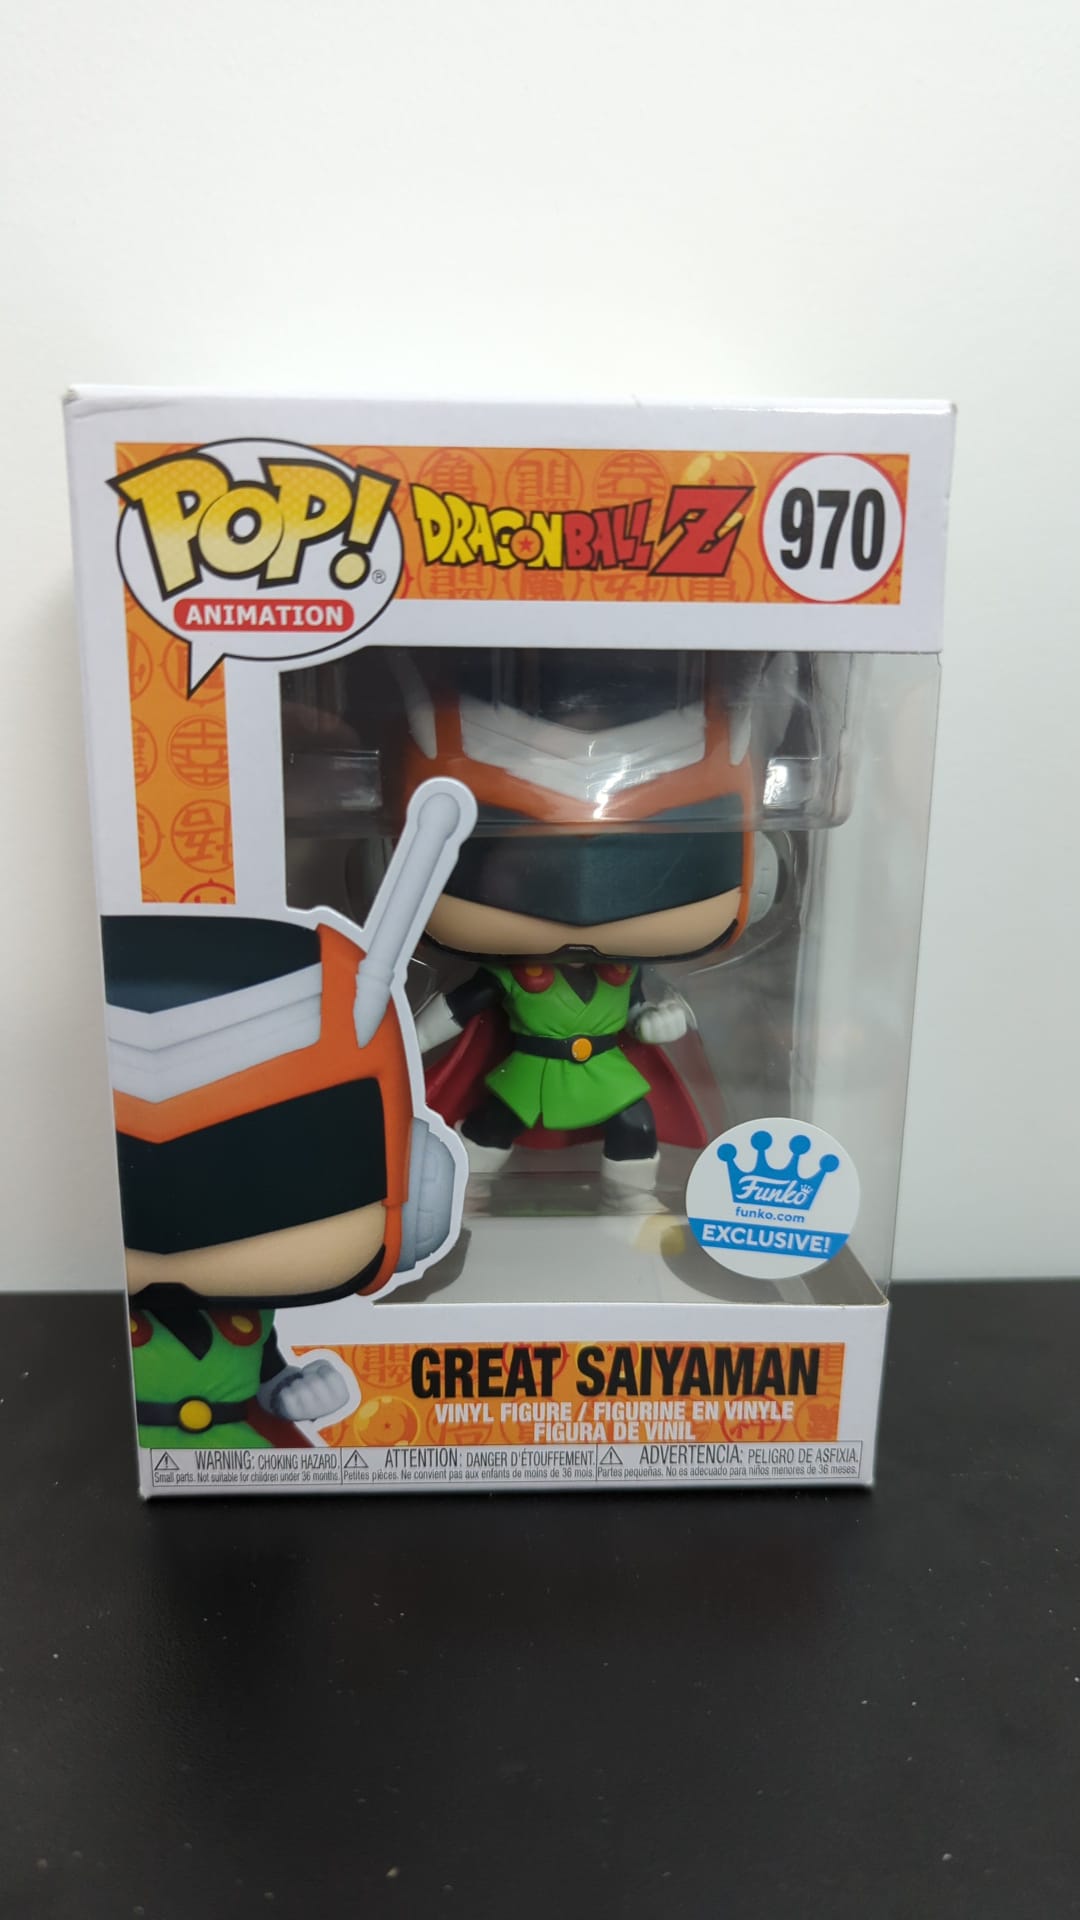 POP!®
ANIMATION
DRAGONBALL Z
970
Funko
funko.com
EXCLUSIVE!
GREAT SAIYAMAN
VINYL FIGURE / FIGURINE EN VINYLE
FIGURA DE VINIL
WARNING: CHOKING HAZARD.
Small parts. Not suitable for children under 36 months.
ATTENTION: DANGER D'ÉTOUFFEMENT.
Petites pièces. Ne convient pas aux enfants de moins de 36 mois.
ADVERTENCIA: PELIGRO DE ASFIXIA.
Partes pequeñas. No es adecuado para niños menores de 36 meses.